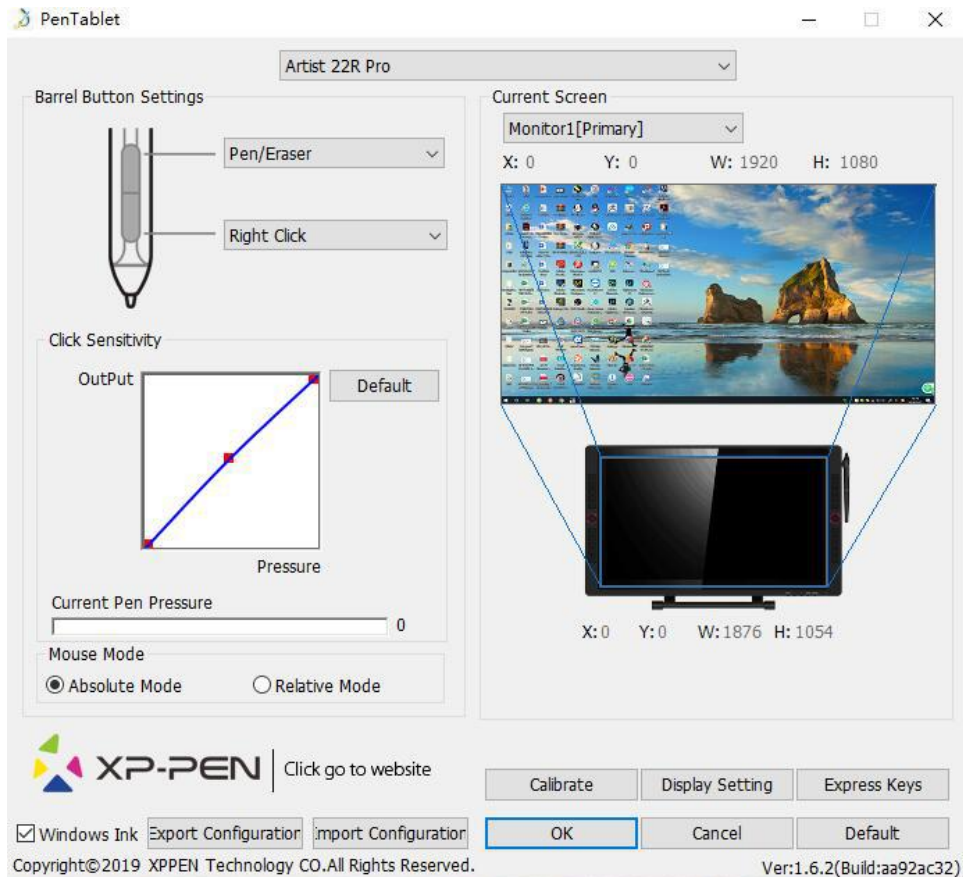 PenTablet
Artist 22R Pro
Barrel Button Settings
Pen/Eraser
Right Click
Click Sensitivity
OutPut
Default
Pressure
Current Pen Pressure
0
Mouse Mode
Absolute Mode
Relative Mode
Current Screen
Monitor1[Primary]
X: 0 Y: 0 W: 1920 H: 1080
X:0 Y:0 W:1876 H:1054
XP-PEN
Click go to website
Calibrate
Display Setting
Express Keys
Windows Ink
Export Configuration
Import Configuration
OK
Cancel
Default
Copyright©2019 XPPEN Technology CO.All Rights Reserved.
Ver:1.6.2(Build:aa92ac32)